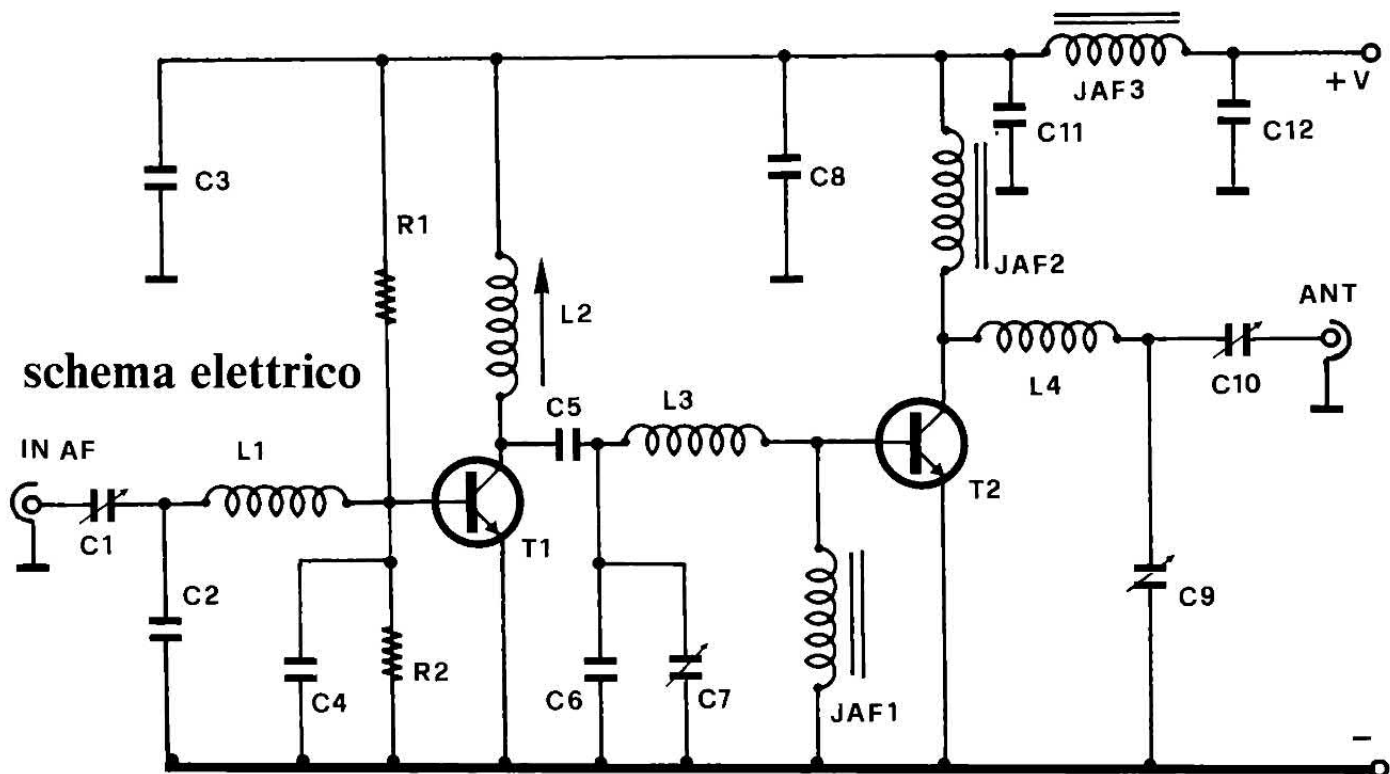 + V
JAF3
C11
C12
C3
C8
R1
JAF2
L2
ANT
schema elettrico
C5
L3
L4
C10
IN AF
L1
C1
T1
T2
C2
C4
R2
C6
C7
JAF1
C9
–